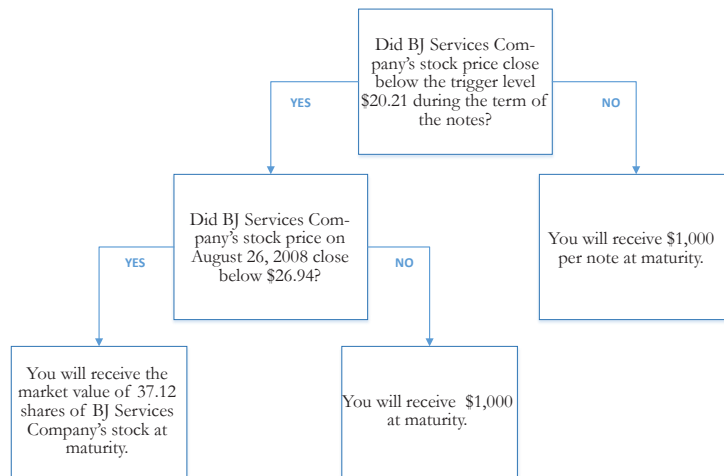 Did BJ Services Com-
pany's stock price close
below the trigger level
$20.21 during the term of
the notes?
YES
NO
Did BJ Services Com-
pany's stock price on
August 26, 2008 close
below $26.94?
You will receive $1,000
per note at maturity.
YES
NO
You will receive the
market value of 37.12
shares of BJ Services
Company's stock at
maturity.
You will receive $1,000
at maturity.